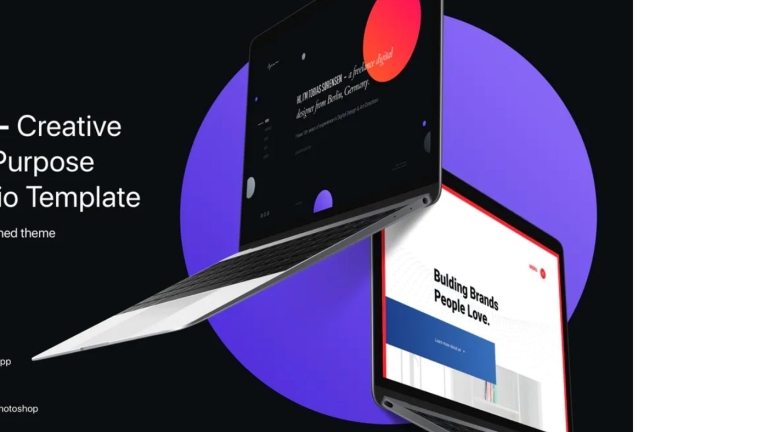 – Creative
Purpose
io Template
ned theme
pp
hotoshop
HI, I'M TOBIAS SØRENSEN – a freelance digital
designer from Berlin, Germany.
Bulding Brands
People Love.